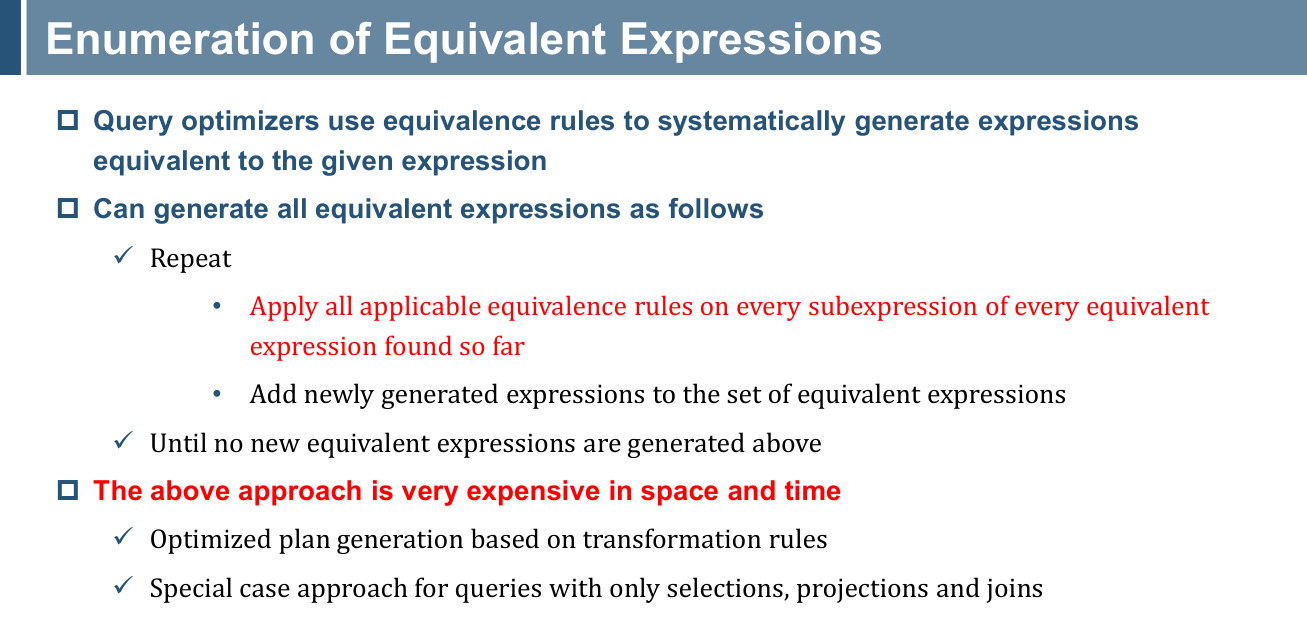 Enumeration of Equivalent Expressions
Query optimizers use equivalence rules to systematically generate expressions
equivalent to the given expression
Can generate all equivalent expressions as follows
✓ Repeat
• Apply all applicable equivalence rules on every subexpression of every equivalent
expression found so far
• Add newly generated expressions to the set of equivalent expressions
✓ Until no new equivalent expressions are generated above
The above approach is very expensive in space and time
✓ Optimized plan generation based on transformation rules
✓ Special case approach for queries with only selections, projections and joins